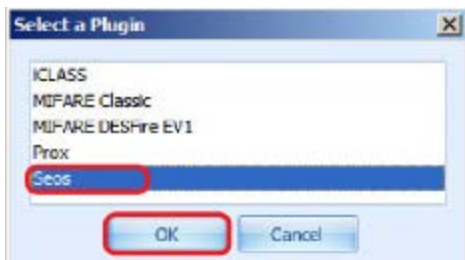 Select a Plugin
iCLASS
MIFARE Classic
MIFARE DESFire EV1
Prox
Seos
OK
Cancel